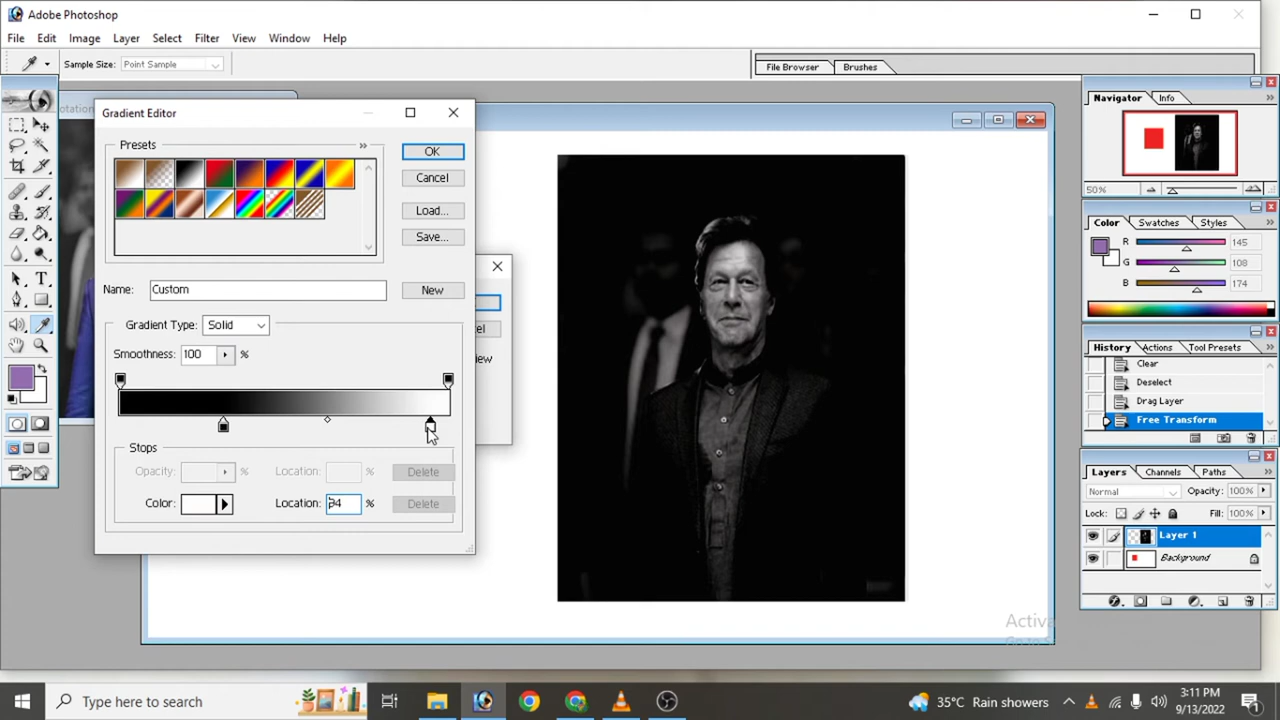 Adobe Photoshop
File Edit Image Layer Select Filter View Window Help
Sample Size: Point Sample
File Browser Brushes
Gradient Editor
Presets
OK
Cancel
Load...
Save...
Name: Custom
New
Gradient Type: Solid
Smoothness: 100 %
Stops
Opacity: % Location: % Delete
Color: Location: 94 % Delete
Navigator Info
50%
Color Swatches Styles
R 145
G 108
B 174
History Actions Tool Presets
Clear
Deselect
Drag Layer
Free Transform
Layers Channels Paths
Normal Opacity: 100%
Lock: Fill: 100%
Layer 1
Background
Type here to search
35°C Rain showers
3:11 PM
9/13/2022
1